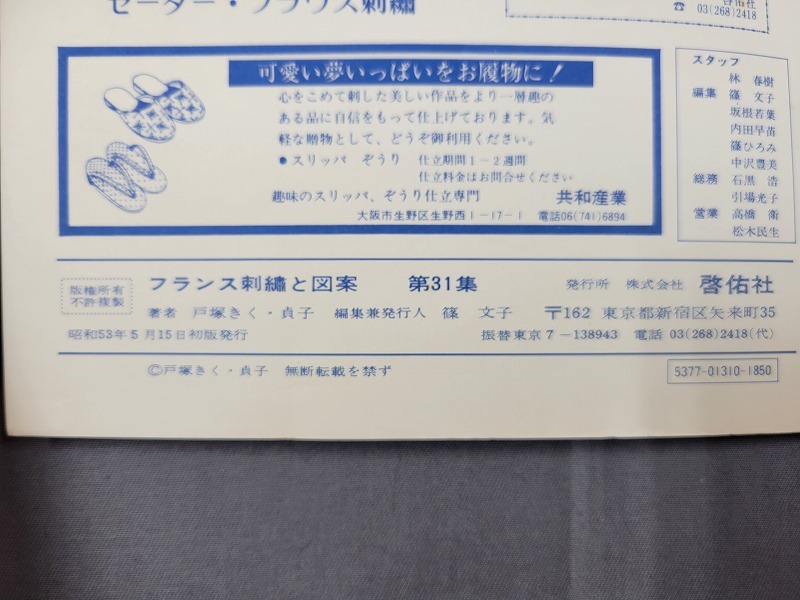 セーター・ブラウス刺繡
啓佑社
☎ 03(268)2418
可愛い夢いっぱいをお履物に！
心をこめて刺した美しい作品をより一層趣の
ある品に自信をもって仕上げております。気
軽な贈物として、どうぞ御利用ください。
●スリッパ ぞうり 仕立期間1－2週間
仕立料金はお問合せください
趣味のスリッパ、ぞうり仕立専門 共和産業
大阪市生野区生野西1－17－1 電話06(741)6894
スタッフ
林 春樹
編集 篠 文子
坂根若葉
内田早苗
篠ひろみ
中沢豊美
総務 石黒 浩
引場光子
営業 高橋 衛
松木民生
版権所有
不許複製
フランス刺繡と図案 第31集 発行所 株式会社 啓佑社
著者 戸塚きく・貞子 編集兼発行人 篠 文子 〒162 東京都新宿区矢来町35
昭和53年5月15日初版発行 振替東京7－138943 電話 03(268)2418(代)
©戸塚きく・貞子 無断転載を禁ず 5377-01310-1850